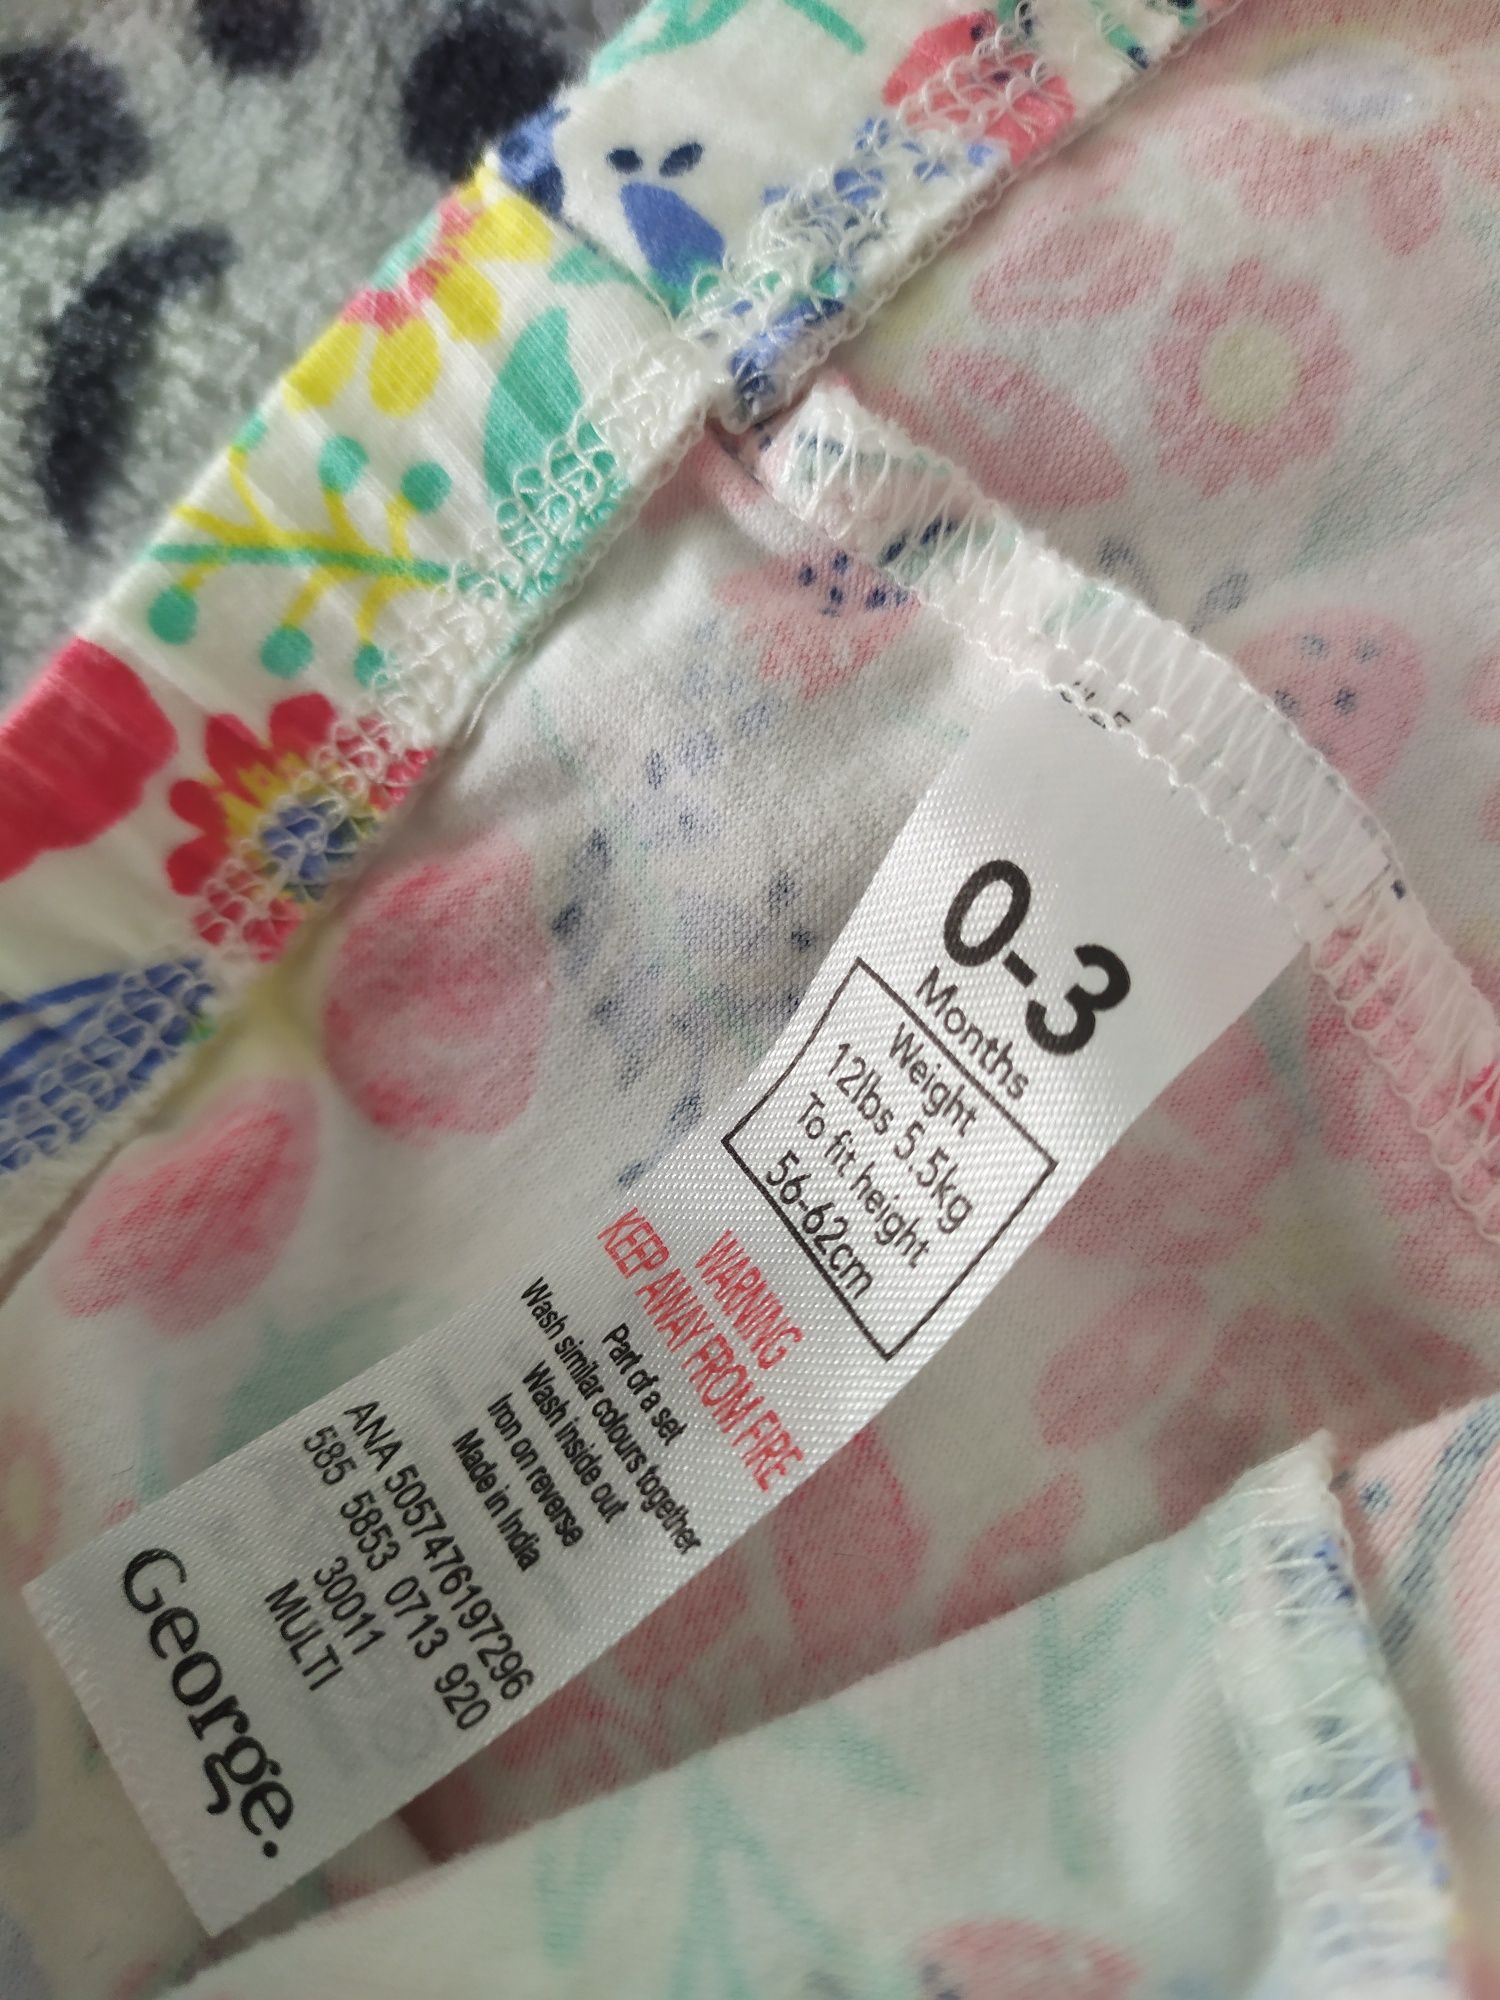 0-3
Months
Weight
12lbs 5.5kg
To fit height
56-62cm
WARNING
KEEP AWAY FROM FIRE
Part of a set
Wash similar colours together
Wash inside out
Iron on reverse
Made in India
ANA 5057476197296
585 5853 0713 920
30011
MULTI
George.